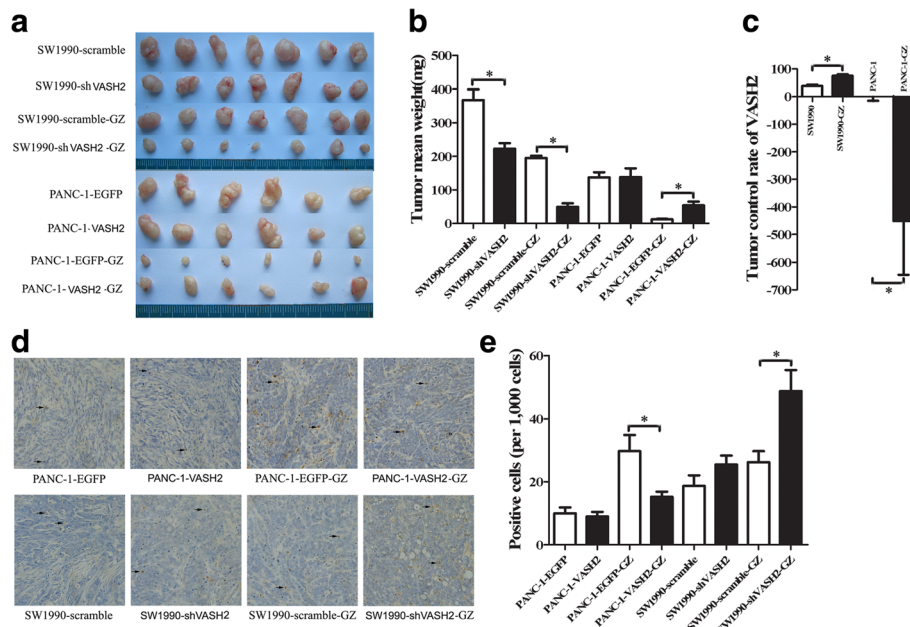 a
SW1990-scramble
SW1990-shVASH2
SW1990-scramble-GZ
SW1990-shVASH2-GZ
PANC-1-EGFP
PANC-1-VASH2
PANC-1-EGFP-GZ
PANC-1-VASH2-GZ
b
Tumor mean weight(mg)
500
400
300
200
100
0
*
*
*
SW1990-scramble
SW1990-shVASH2
SW1990-scramble-GZ
SW1990-shVASH2-GZ
PANC-1-EGFP
PANC-1-VASH2
PANC-1-EGFP-GZ
PANC-1-VASH2-GZ
c
Tumor control rate of VASH2
100
0
-100
-200
-300
-400
-500
-600
-700
*
*
SW1990
SW1990-GZ
PANC-1
PANC-1-GZ
d
PANC-1-EGFP
PANC-1-VASH2
PANC-1-EGFP-GZ
PANC-1-VASH2-GZ
SW1990-scramble
SW1990-shVASH2
SW1990-scramble-GZ
SW1990-shVASH2-GZ
e
Positive cells (per 1,000 cells)
60
40
20
0
*
*
PANC-1-EGFP
PANC-1-VASH2
PANC-1-EGFP-GZ
PANC-1-VASH2-GZ
SW1990-scramble
SW1990-shVASH2
SW1990-scramble-GZ
SW1990-shVASH2-GZ